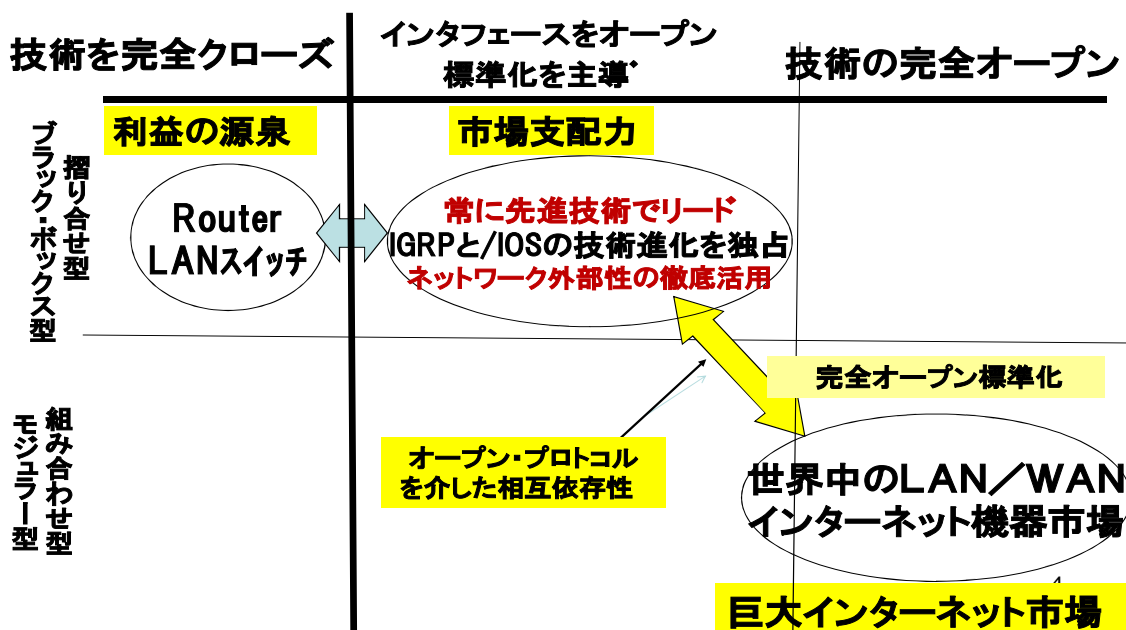 技術を完全クローズ
インタフェースをオープン
標準化を主導
技術の完全オープン
利益の源泉
市場支配力
摺り合せ型
ブラック・ボックス型
Router
LANスイッチ
常に先進技術でリード
IGRPと/IOSの技術進化を独占
ネットワーク外部性の徹底活用
完全オープン標準化
組み合わせ型
モジュラー型
オープン・プロトコル
を介した相互依存性
世界中のLAN／WAN
インターネット機器市場
巨大インターネット市場